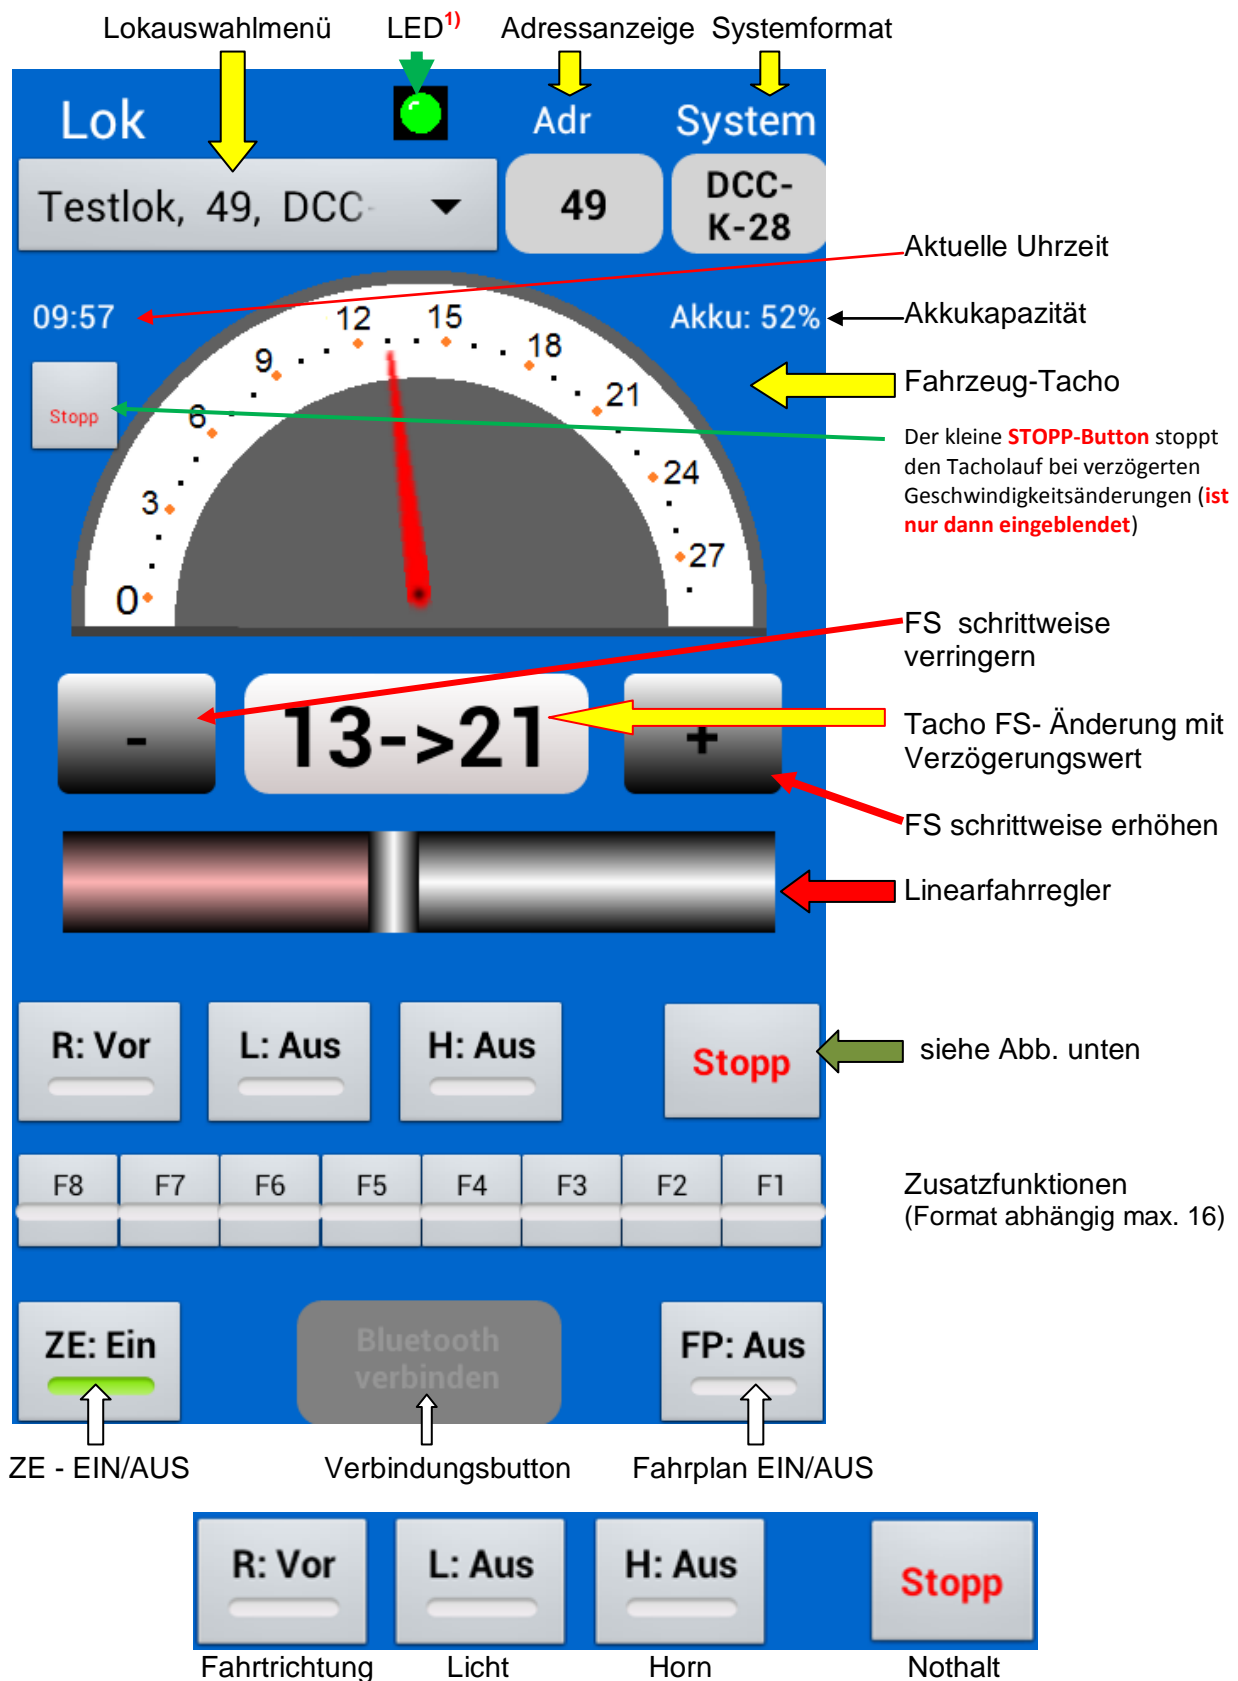 Lokauswahlmenü LED1) Adressanzeige Systemformat
Lok Adr System
Testlok, 49, DCC- 49 DCC-
K-28
Aktuelle Uhrzeit
09:57 Akku: 52% Akkukapazität
0 3 6 9 12 15 18 21 24 27
Fahrzeug-Tacho
Stopp
Der kleine STOPP-Button stoppt
den Tacholauf bei verzögerten
Geschwindigkeitsänderungen (ist
nur dann eingeblendet)
FS schrittweise
verringern
- 13->21 +
Tacho FS- Änderung mit
Verzögerungswert
FS schrittweise erhöhen
Linearfahrregler
R: Vor L: Aus H: Aus Stopp
siehe Abb. unten
F8 F7 F6 F5 F4 F3 F2 F1
Zusatzfunktionen
(Format abhängig max. 16)
ZE: Ein Bluetooth
verbinden FP: Aus
ZE - EIN/AUS Verbindungsbutton Fahrplan EIN/AUS
R: Vor L: Aus H: Aus Stopp
Fahrtrichtung Licht Horn Nothalt